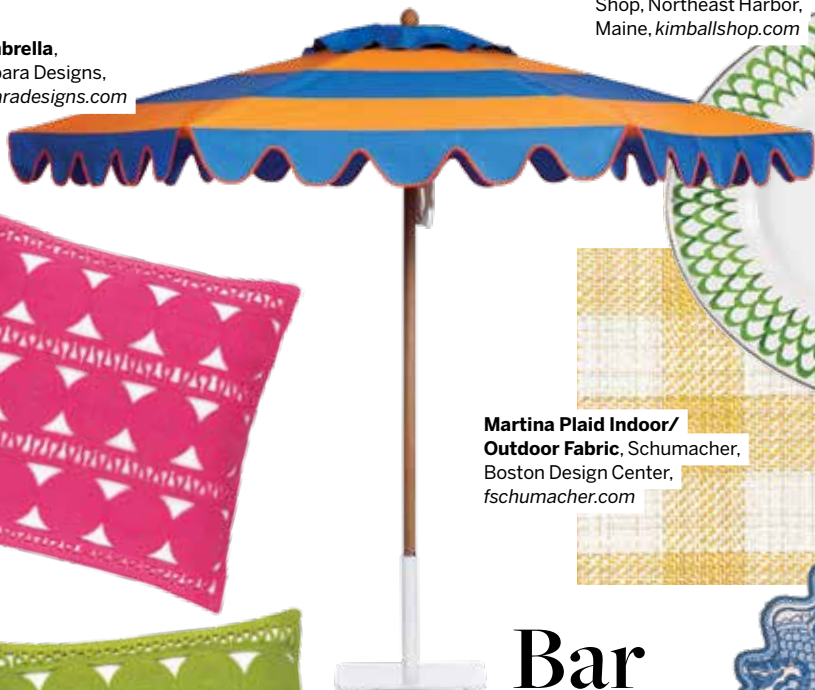 Shop, Northeast Harbor,
Maine, kimballshop.com
brella,
bara Designs,
aradesigns.com
Martina Plaid Indoor/
Outdoor Fabric, Schumacher,
Boston Design Center,
fschumacher.com
Bar